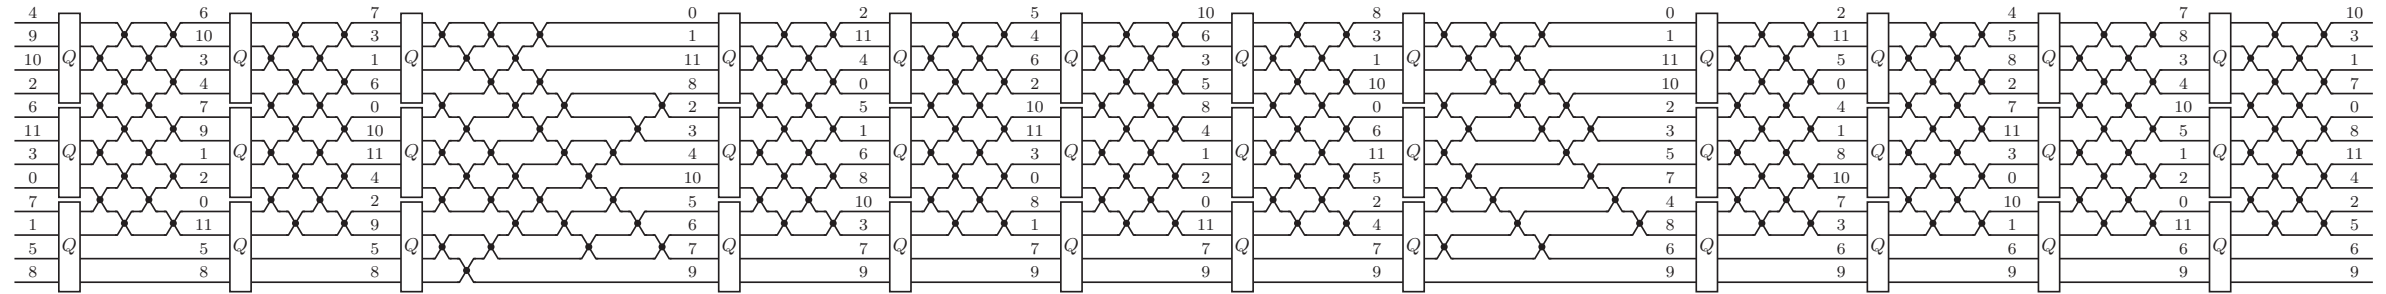 4 6 7 0 2 5 10 8 0 2 4 7 10
9 10 3 1 11 4 6 3 1 11 5 8 3
10 3 1 11 4 6 3 1 11 5 8 3 1
Q Q Q Q Q Q Q Q Q Q Q Q
2 4 6 8 0 2 5 10 10 0 2 4 7
6 7 0 2 5 10 8 0 2 4 7 10 0
11 9 10 3 1 11 4 6 3 1 11 5 8
3 1 11 4 6 3 1 11 5 8 3 1 11
Q Q Q Q Q Q Q Q Q Q Q Q
0 2 4 10 8 0 2 5 7 10 0 2 4
7 0 2 5 10 8 0 2 4 7 10 0 2
1 11 9 6 3 1 11 4 8 3 1 11 5
5 5 5 7 7 7 7 7 6 6 6 6 6
Q Q Q Q Q Q Q Q Q Q Q Q
8 8 8 9 9 9 9 9 9 9 9 9 9